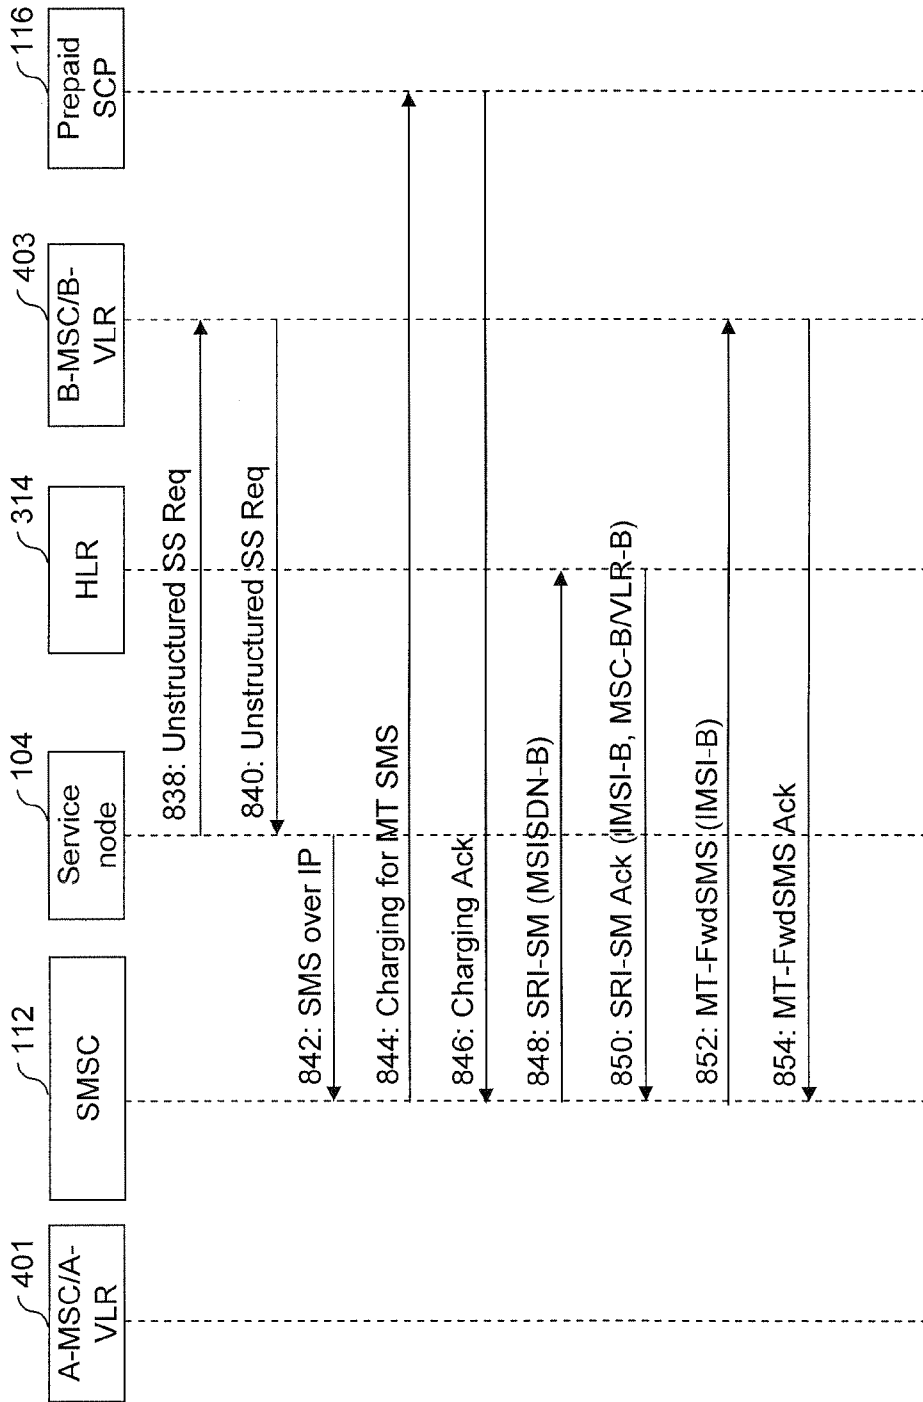 401
A-MSC/A-
VLR
112
SMSC
104
Service
node
314
HLR
403
B-MSC/B-
VLR
116
Prepaid
SCP
838: Unstructured SS Req
840: Unstructured SS Req
842: SMS over IP
844: Charging for MT SMS
846: Charging Ack
848: SRI-SM (MSISDN-B)
850: SRI-SM Ack (IMSI-B, MSC-B/VLR-B)
852: MT-FwdSMS (IMSI-B)
854: MT-FwdSMS Ack